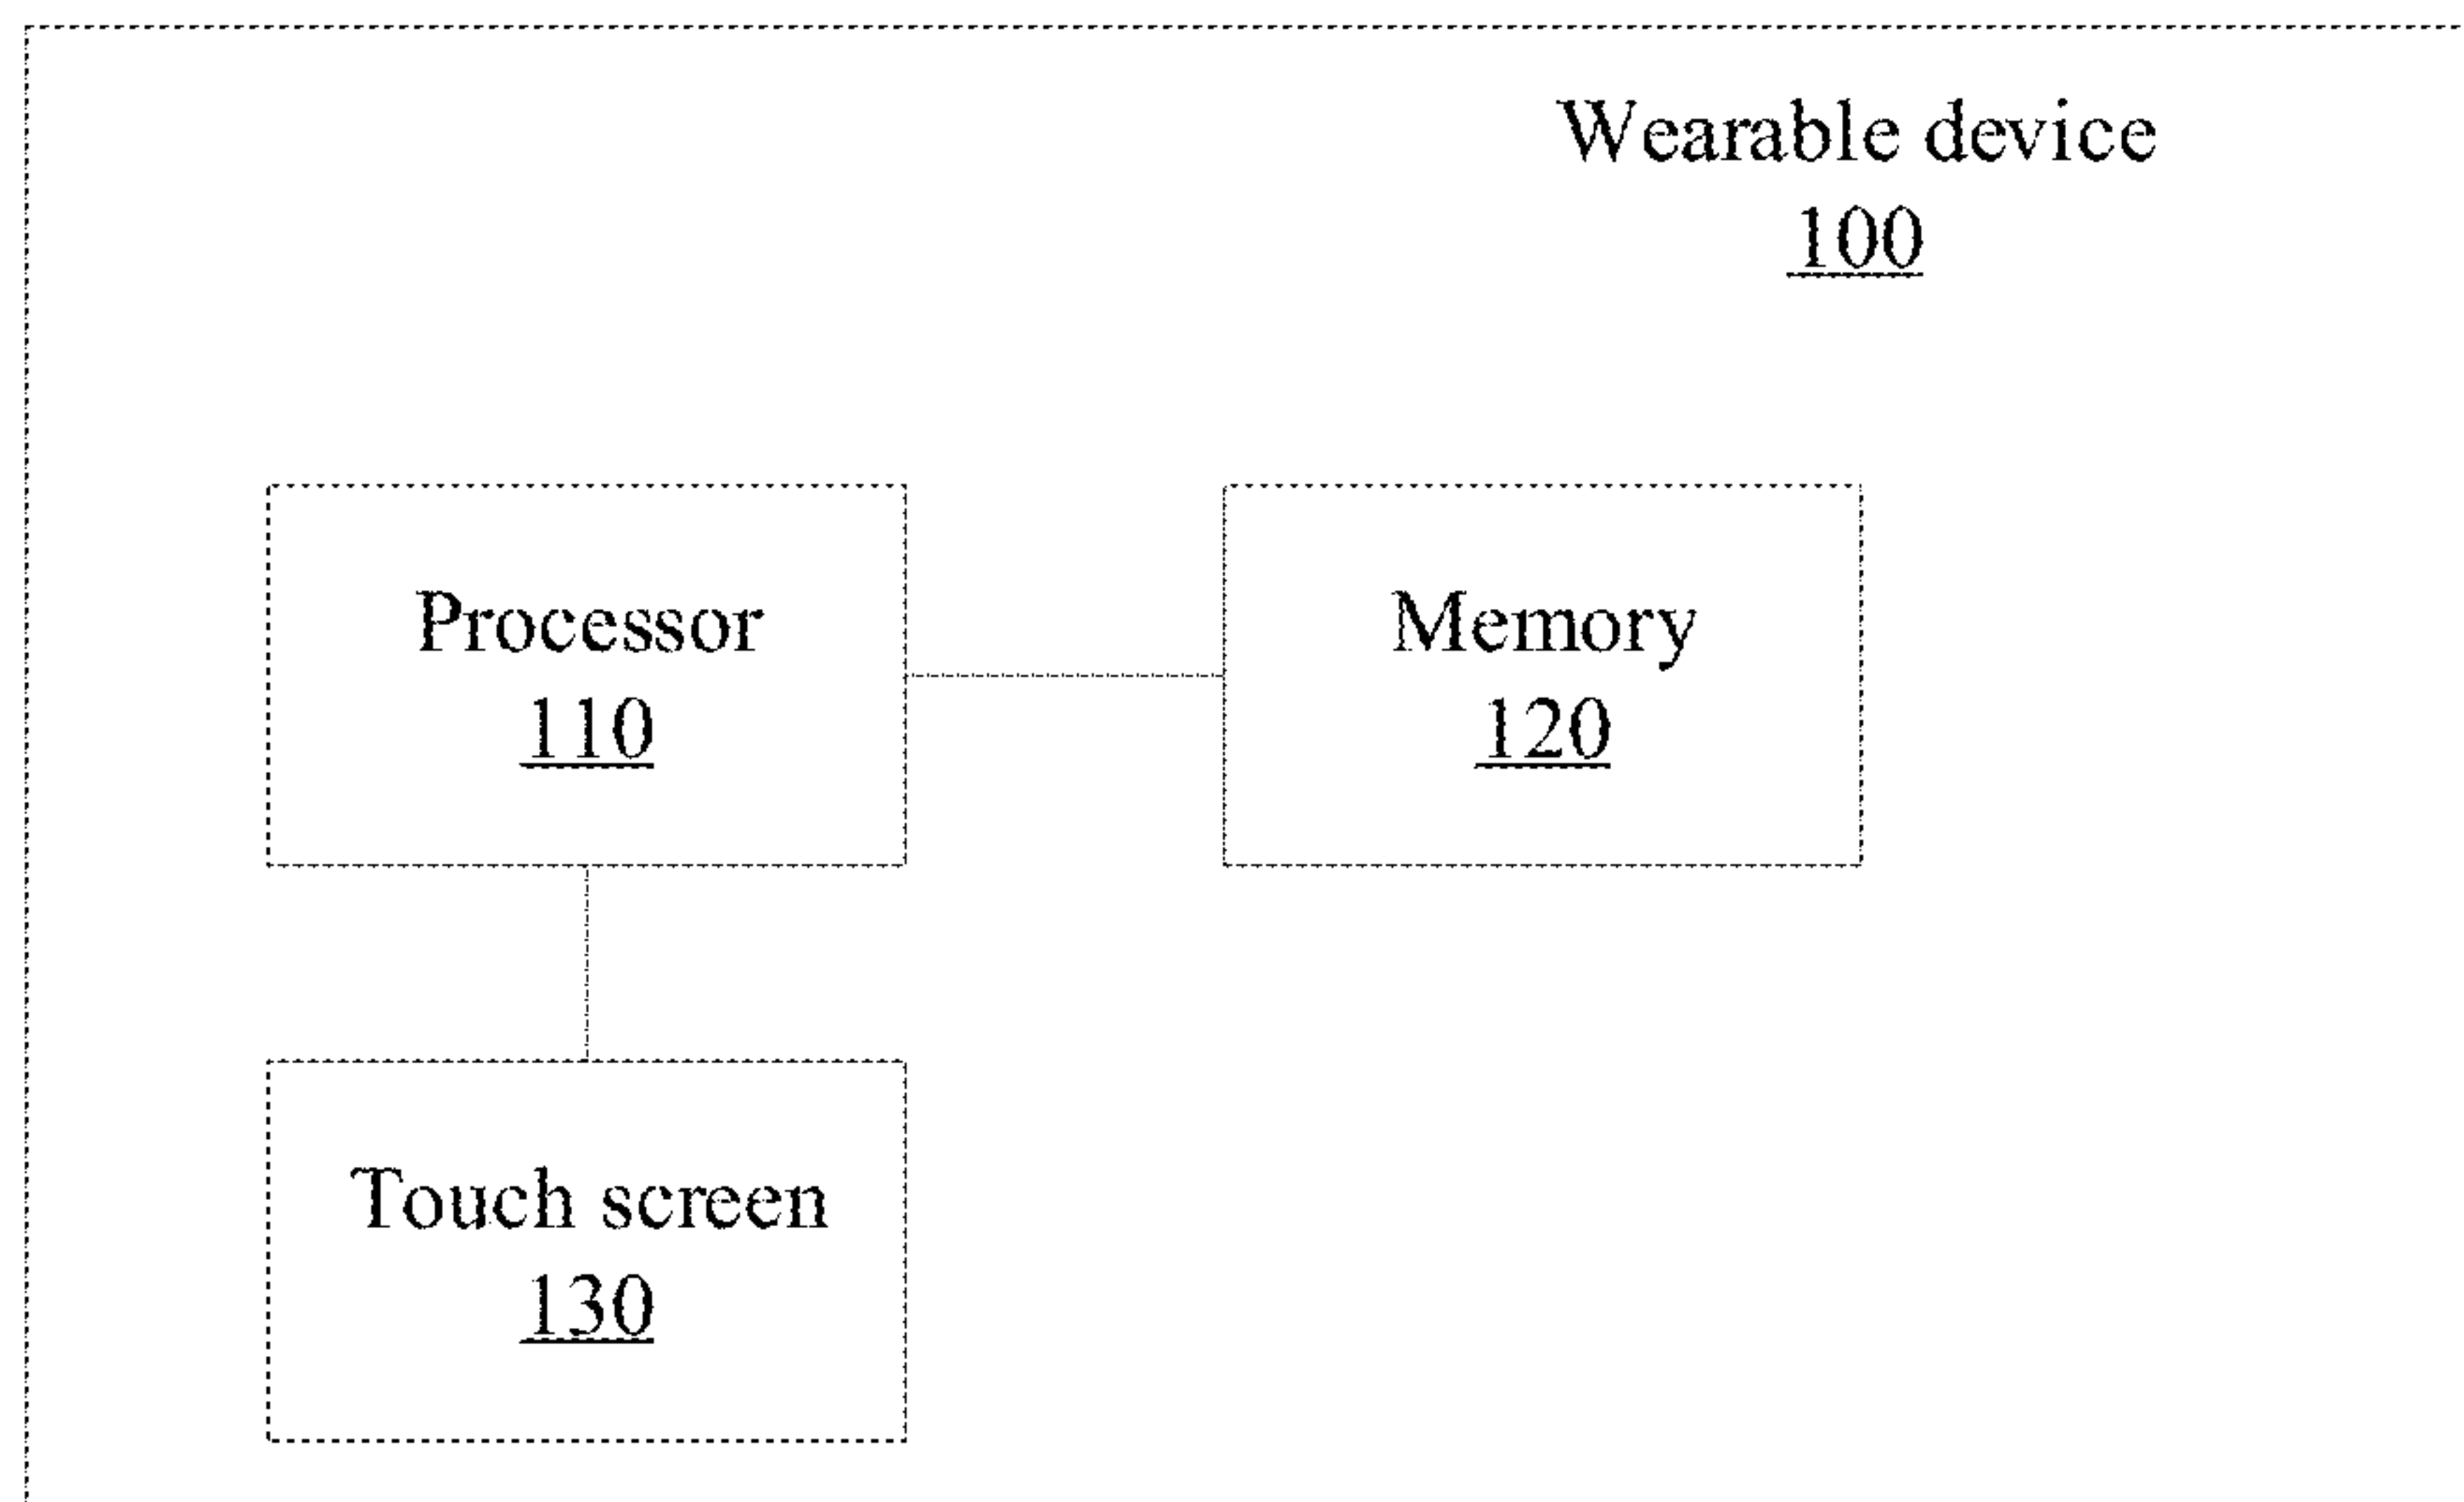 Wearable device
100
Processor
110
Memory
120
Touch screen
130